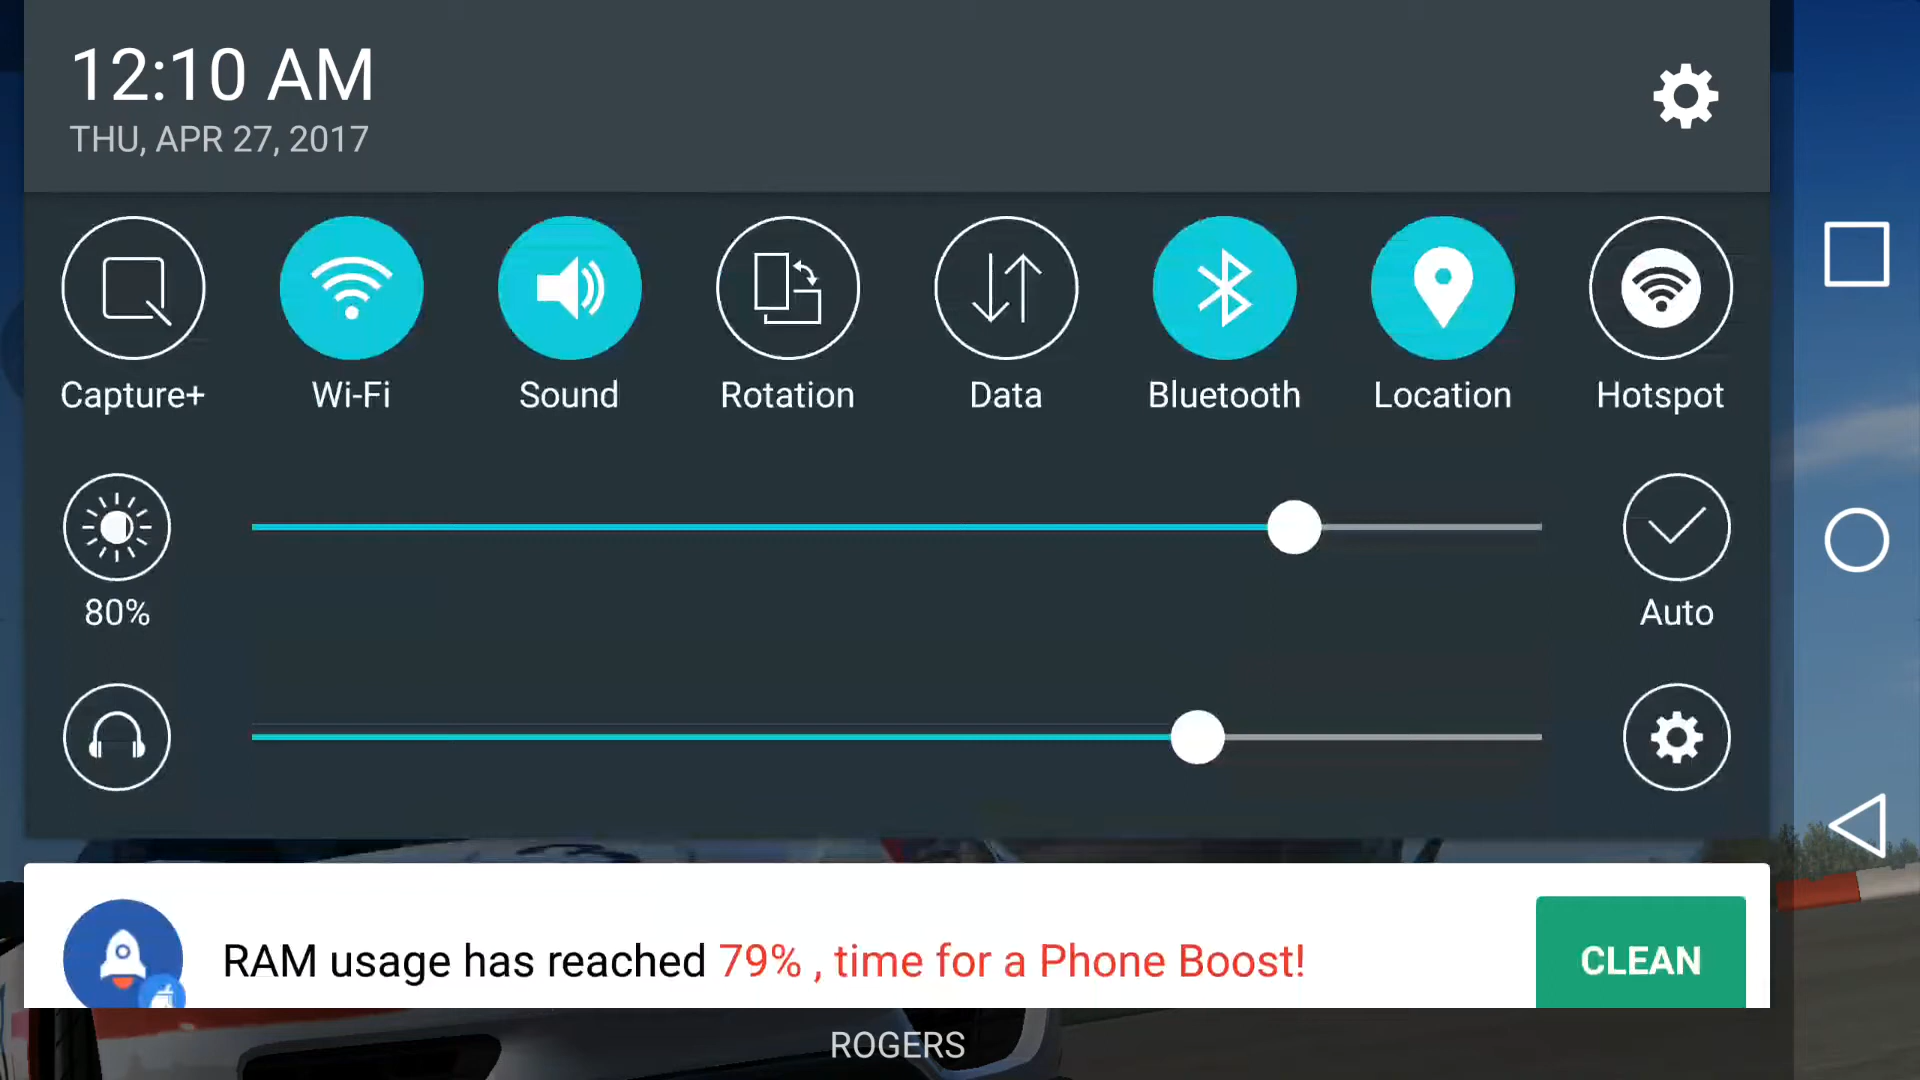 12:10 AM
THU, APR 27, 2017
Capture+
Wi-Fi
Sound
Rotation
Data
Bluetooth
Location
Hotspot
80%
Auto
RAM usage has reached 79% , time for a Phone Boost!
CLEAN
ROGERS